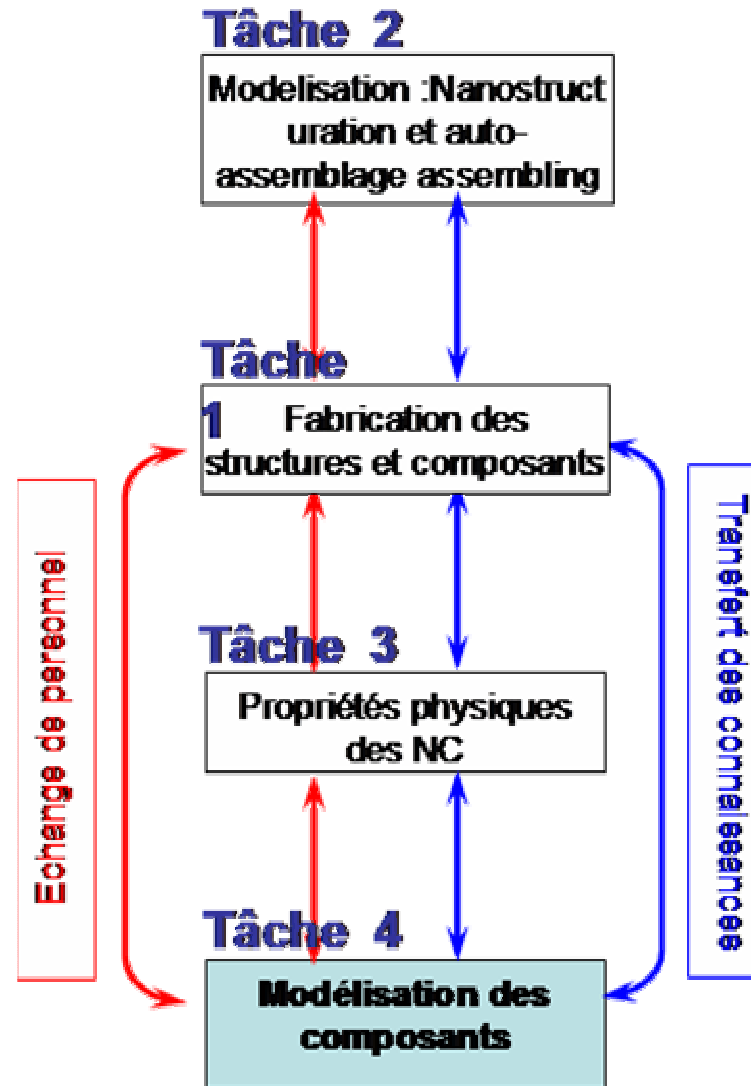 Tâche 2
Modelisation :Nanostruct
uration et auto-
assemblage assembling
Tâche
1
Fabrication des
structures et composants
Echange de personnel
Transfert des connaissances
Tâche 3
Propriétés physiques
des NC
Tâche 4
Modélisation des
composants